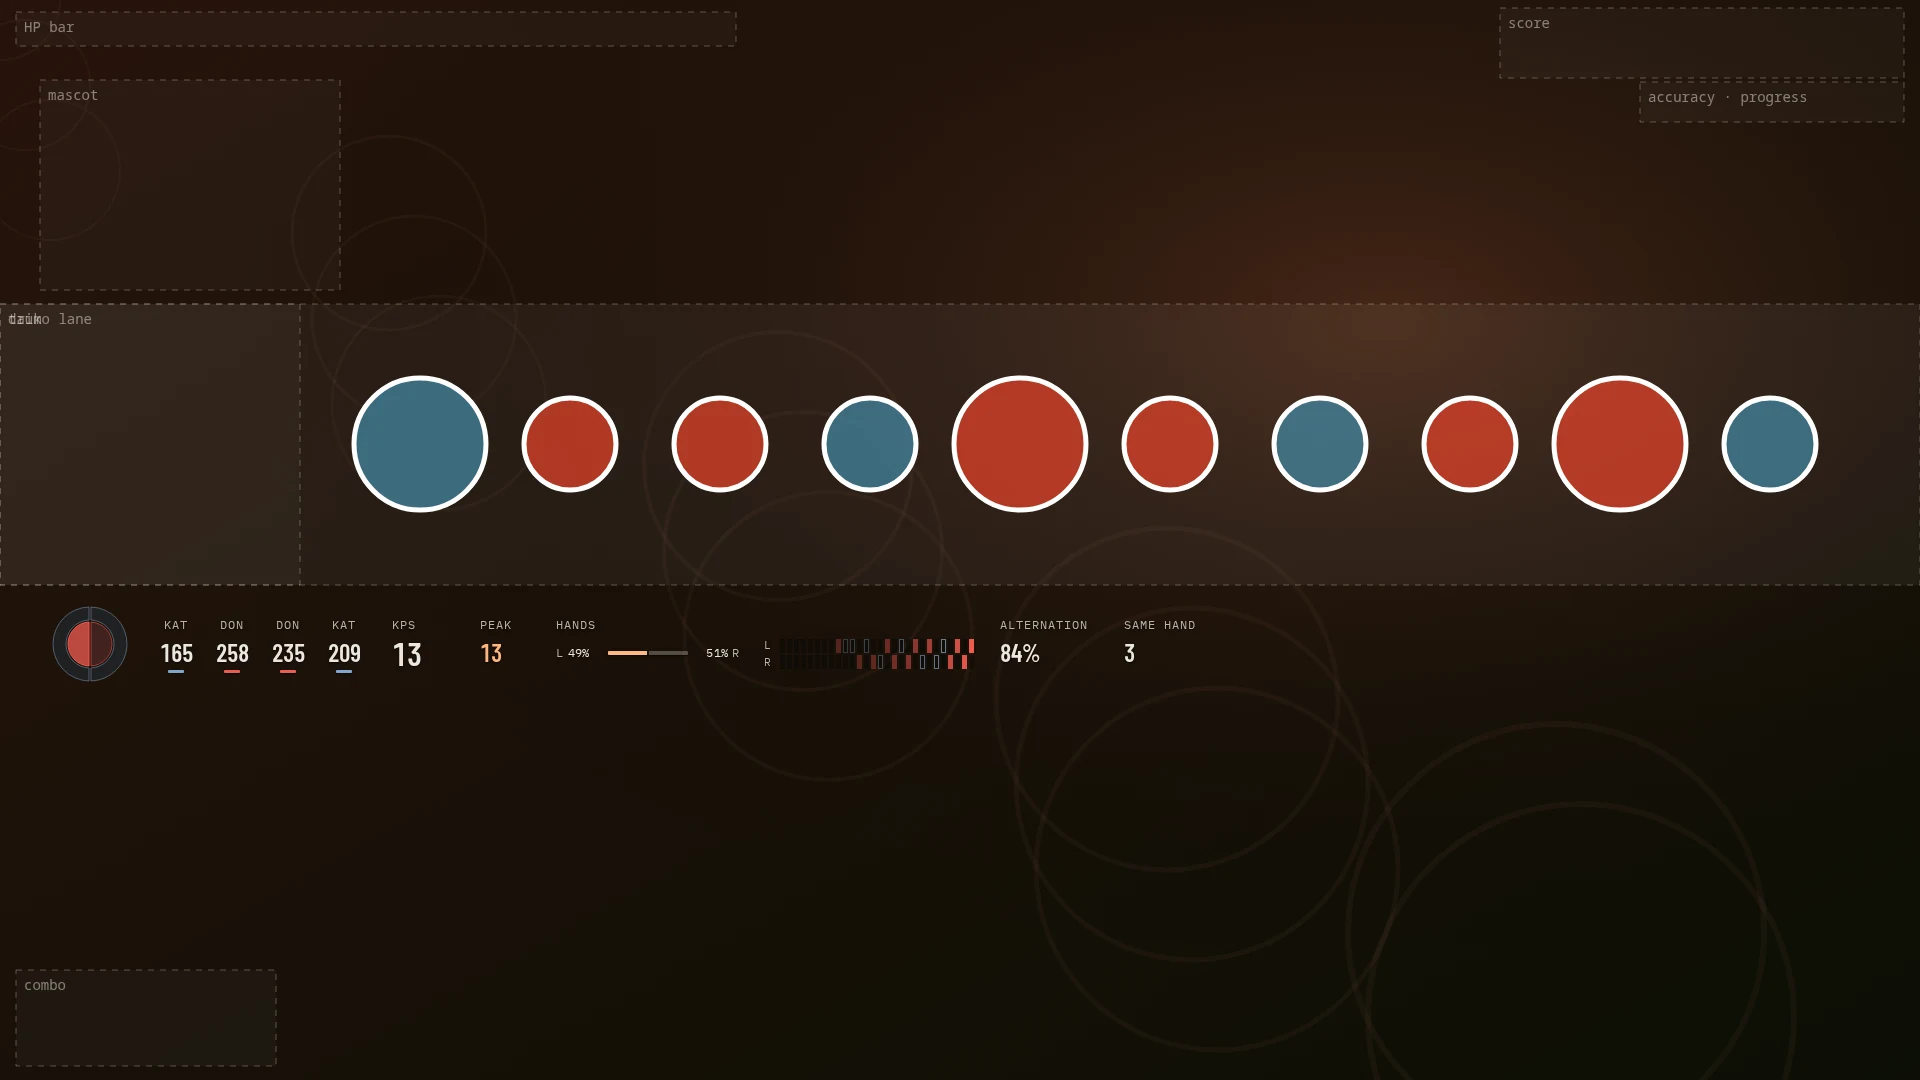 HP bar
score
mascot
accuracy · progress
drum
taiko lane
KAT DON DON KAT KPS PEAK HANDS ALTERNATION SAME HAND
165 258 235 209 13 13 L 49% 51% R L R 84% 3
combo